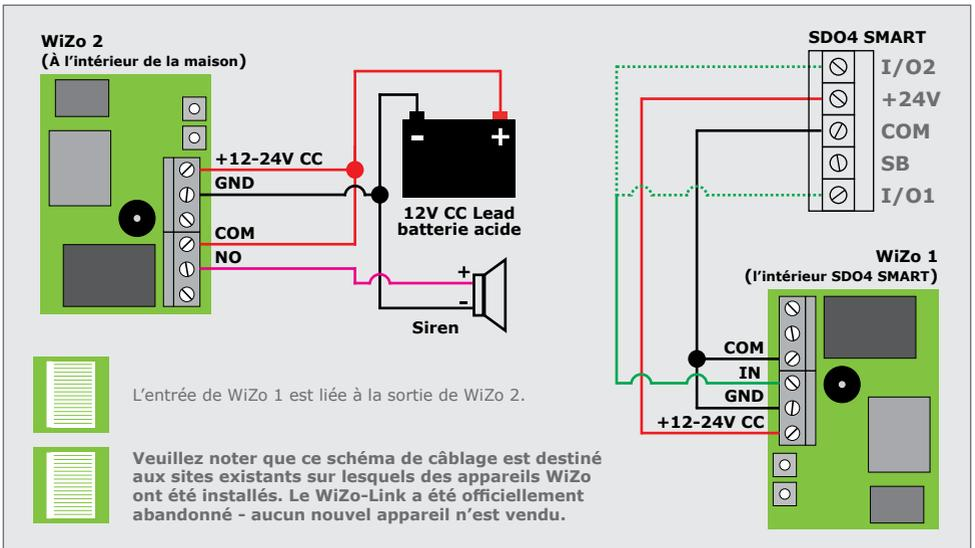 WiZo 2
(À l'intérieur de la maison)
+12-24V CC
GND
COM
NO
-
+
12V CC Lead
batterie acide
+
-
Siren
SDO4 SMART
I/O2
+24V
COM
SB
I/O1
WiZo 1
(l'intérieur SDO4 SMART)
COM
IN
GND
+12-24V CC
L'entrée de WiZo 1 est liée à la sortie de WiZo 2.
Veuillez noter que ce schéma de câblage est destiné
aux sites existants sur lesquels des appareils WiZo
ont été installés. Le WiZo-Link a été officiellement
abandonné - aucun nouvel appareil n'est vendu.